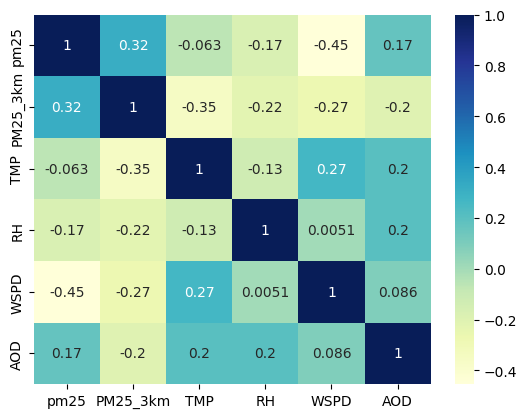 pm25 1 0.32 -0.063 -0.17 -0.45 0.17
PM25_3km 0.32 1 -0.35 -0.22 -0.27 -0.2
TMP -0.063 -0.35 1 -0.13 0.27 0.2
RH -0.17 -0.22 -0.13 1 0.0051 0.2
WSPD -0.45 -0.27 0.27 0.0051 1 0.086
AOD 0.17 -0.2 0.2 0.2 0.086 1
pm25 PM25_3km TMP RH WSPD AOD
1.0
0.8
0.6
0.4
0.2
0.0
−0.2
−0.4